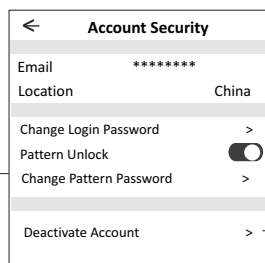 ← Account Security
Email ********
Location China
Change Login Password >
Pattern Unlock
Change Pattern Password >
Deactivate Account >